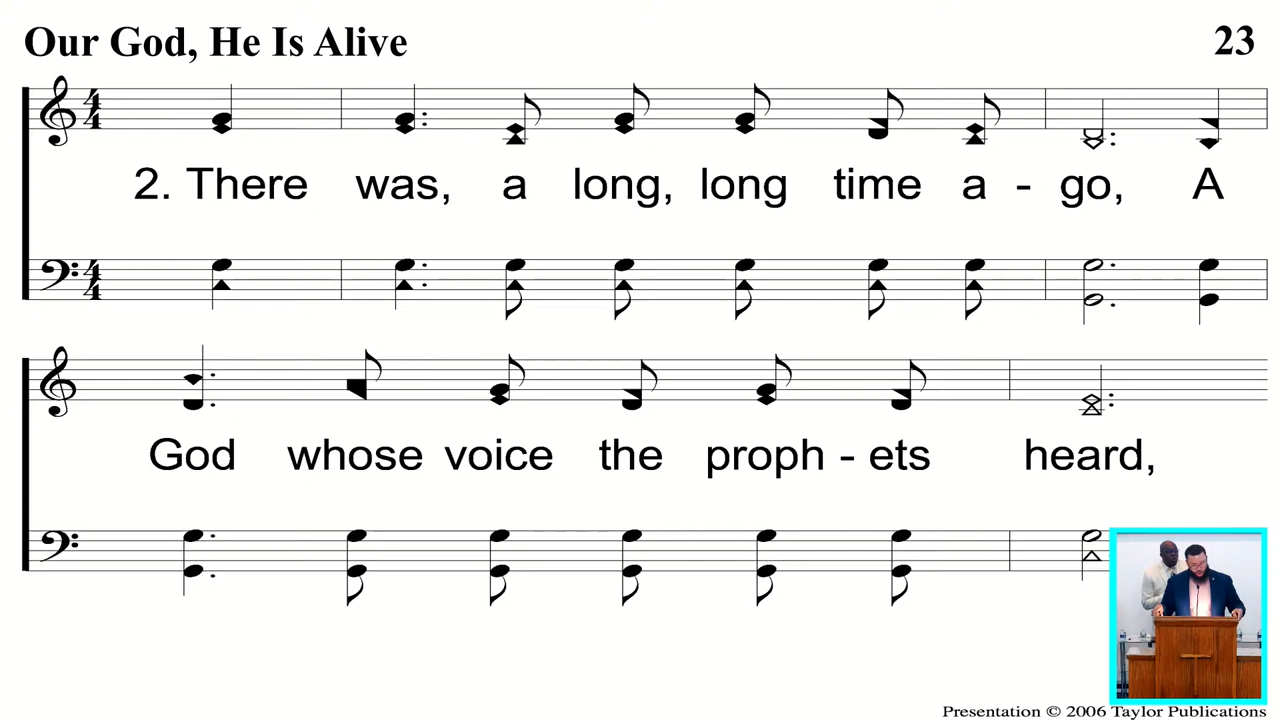 Our God, He Is Alive 23
2. There was, a long, long time a - go, A
God whose voice the proph - ets heard,
Presentation © 2006 Taylor Publications